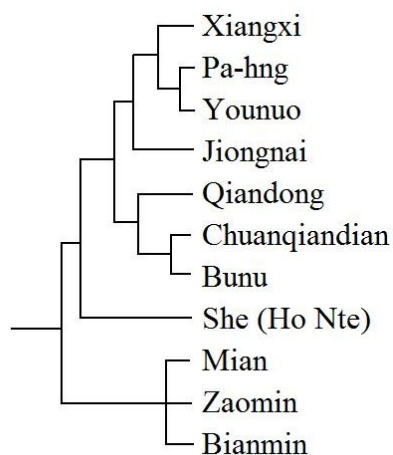 Xiangxi
Pa-hng
Younuo
Jiongnai
Qiandong
Chuanqiandian
Bunu
She (Ho Nte)
Mian
Zaomin
Bianmin